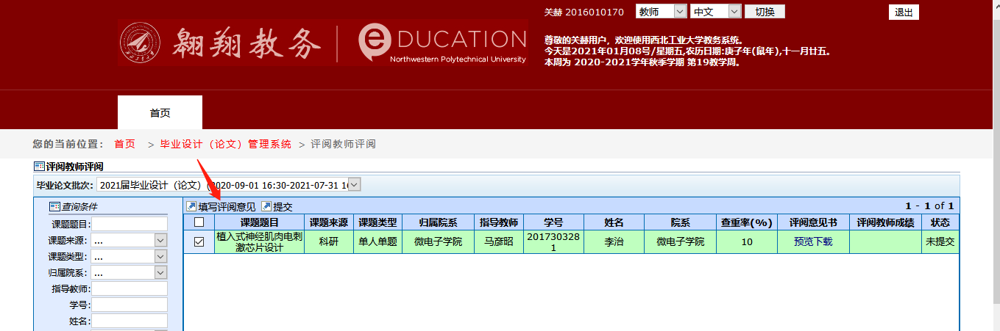 关赫 2016010170 教师 中文 切换 退出
翱翔教务 eDUCATION
Northwestern Polytechnical University
尊敬的关赫用户，欢迎使用西北工业大学教务系统。
今天是2021年01月08号/星期五,农历日期:庚子年(鼠年),十一月廿五。
本周为 2020-2021学年秋季学期 第19教学周。
首页
您的当前位置： 首页 > 毕业设计（论文）管理系统 > 评阅教师评阅
评阅教师评阅
毕业论文批次: 2021届毕业设计（论文）(2020-09-01 16:30-2021-07-31 1
查询条件
课题题目:
课题来源: ...
课题类型: ...
归属院系: ...
指导教师:
学号:
姓名:
填写评阅意见 提交 1 - 1 of 1
课题题目 课题来源 课题类型 归属院系 指导教师 学号 姓名 院系 查重率(%) 评阅意见书 评阅教师成绩 状态
植入式神经肌肉电刺 科研 单人单题 微电子学院 马彦昭 201730328 李治 微电子学院 10 预览下载 未提交
激芯片设计 1